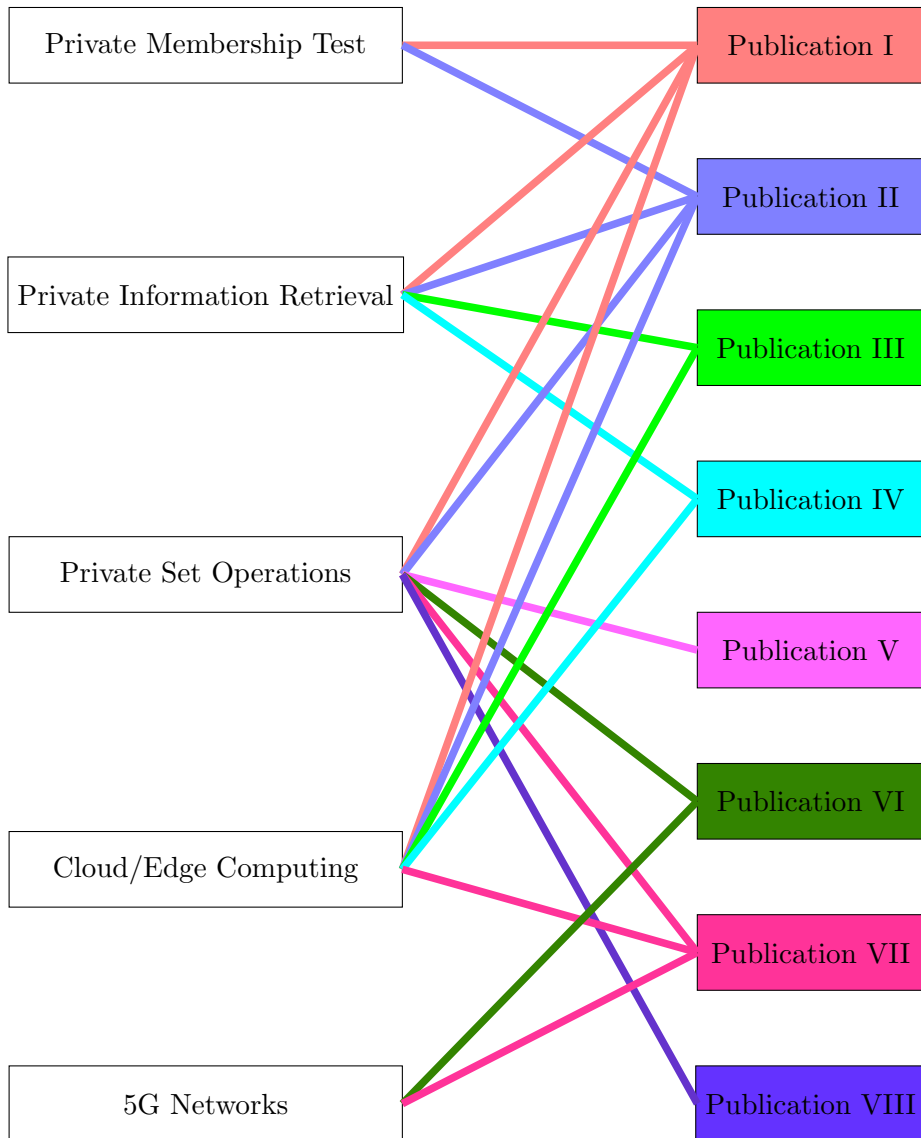 Private Membership Test
Publication I
Publication II
Private Information Retrieval
Publication III
Publication IV
Private Set Operations
Publication V
Publication VI
Cloud/Edge Computing
Publication VII
5G Networks
Publication VIII